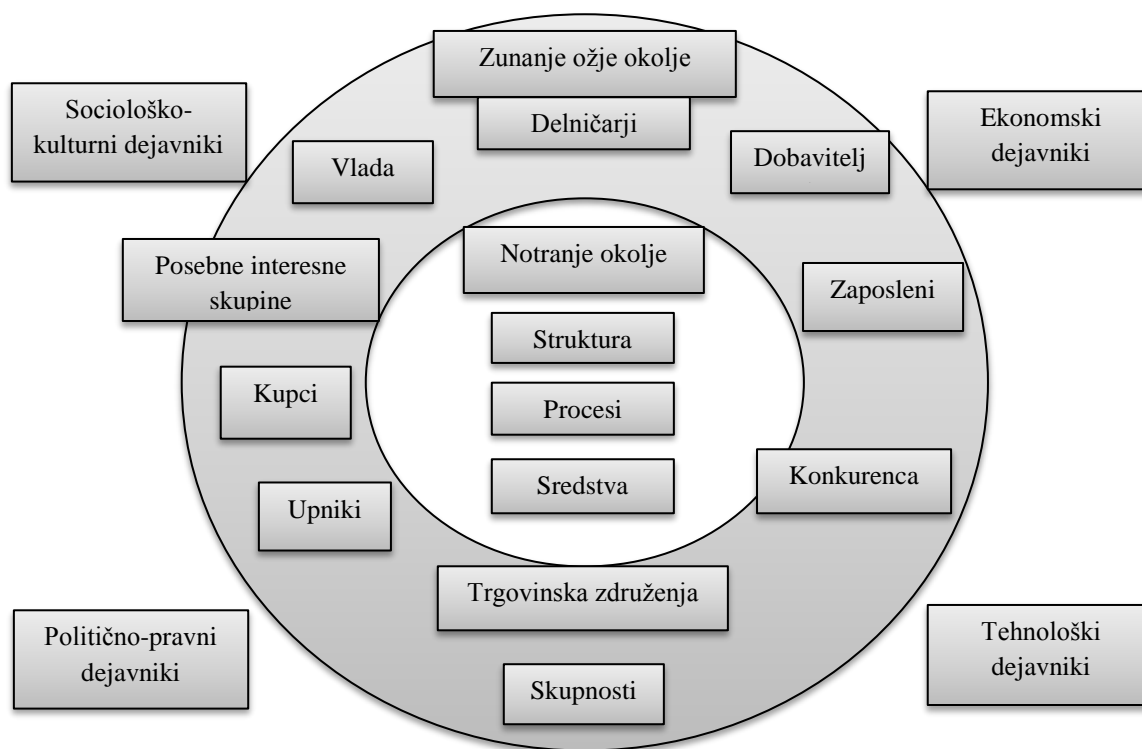 Zunanje ožje okolje
Sociološko-
kulturni dejavniki
Delničarji
Ekonomski
dejavniki
Vlada
Dobavitelj
Posebne interesne
skupine
Notranje okolje
Zaposleni
Struktura
Kupci
Procesi
Konkurenca
Sredstva
Upniki
Trgovinska združenja
Politično-pravni
dejavniki
Tehnološki
dejavniki
Skupnosti